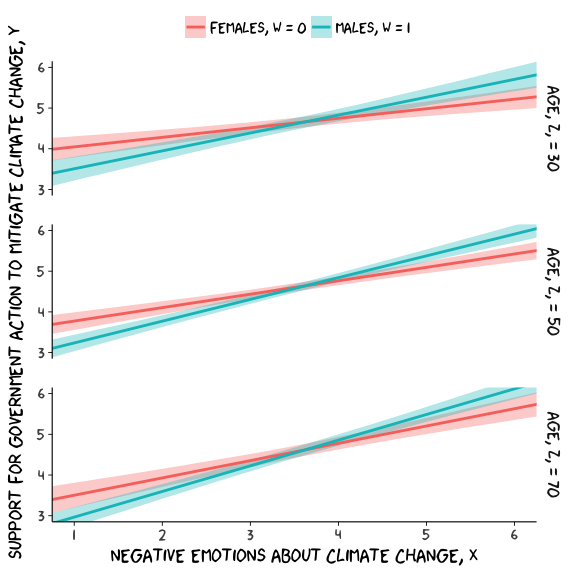 FEMALES, W = 0 MALES, W = 1
SUPPORT FOR GOVERNMENT ACTION TO MITIGATE CLIMATE CHANGE, Y
6
5
4
3
AGE, Z, = 30
6
5
4
3
AGE, Z, = 50
6
5
4
3
AGE, Z, = 70
1 2 3 4 5 6
NEGATIVE EMOTIONS ABOUT CLIMATE CHANGE, X